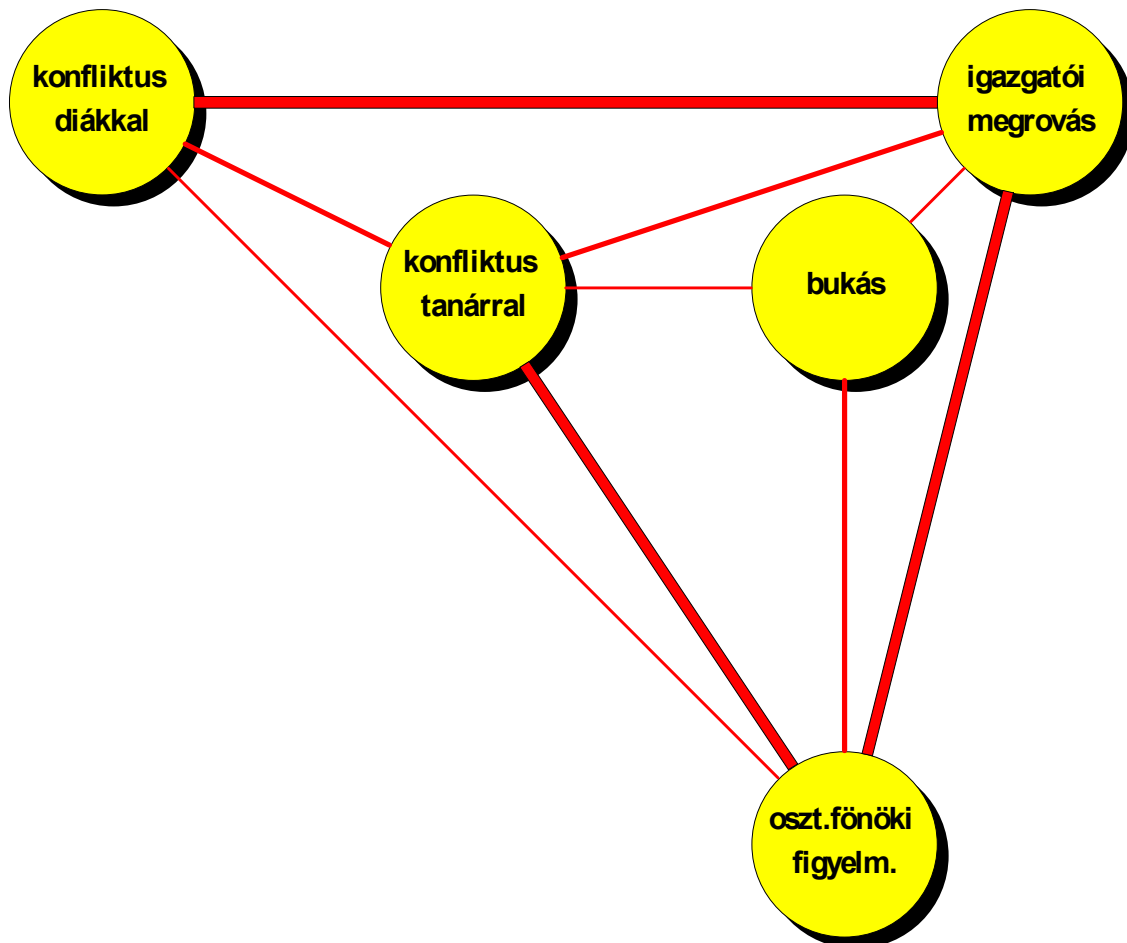 konfliktus
diákkal
igazgatói
megrovás
konfliktus
tanárral
bukás
oszt.fönöki
figyelm.